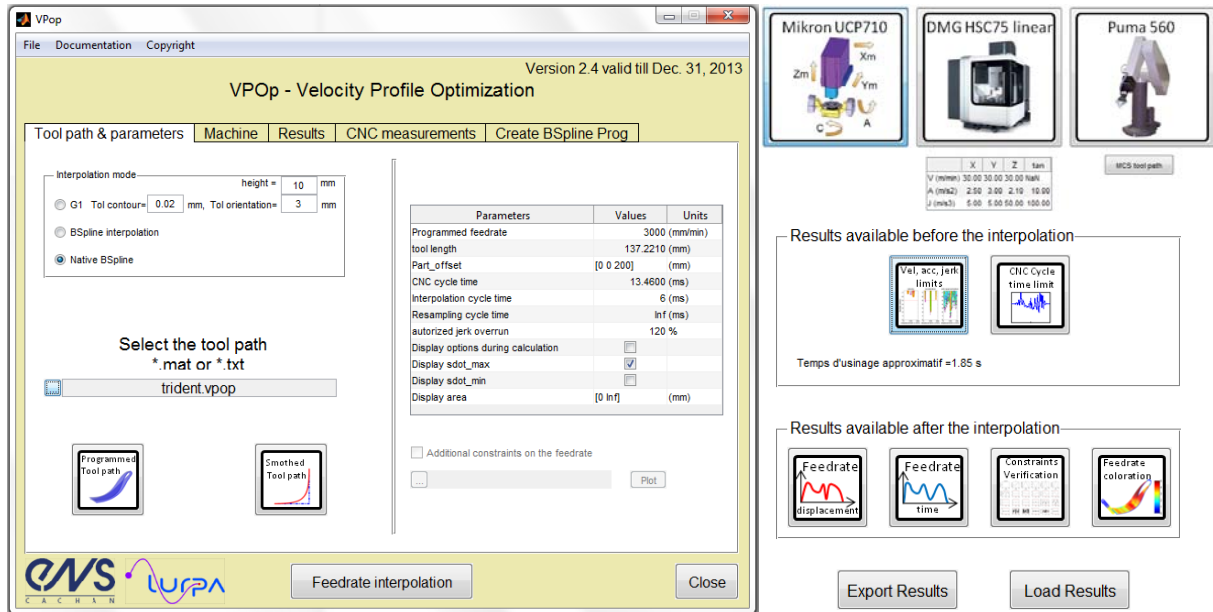 VPop
File Documentation Copyright
Version 2.4 valid till Dec. 31, 2013
VPOp - Velocity Profile Optimization
Tool path & parameters Machine Results CNC measurements Create BSpline Prog
Interpolation mode
height = 10 mm
G1 Tol contour= 0.02 mm, Tol orientation= 3 mm
BSpline interpolation
Native BSpline
Select the tool path
*.mat or *.txt
trident.vpop
Programmed
Tool path
Smothed
Tool path
Parameters Values Units
Programmed feedrate 3000 (mm/min)
tool length 137.2210 (mm)
Part_offset [0 0 200] (mm)
CNC cycle time 13.4600 (ms)
Interpolation cycle time 6 (ms)
Resampling cycle time Inf (ms)
autorized jerk overrun 120 %
Display options during calculation
Display sdot_max
Display sdot_min
Display area [0 Inf] (mm)
Additional constraints on the feedrate
... Plot
ENS
CACHAN
LURPA
Feedrate interpolation
Close
Mikron UCP710
Xm
Zm
Ym
C A
DMG HSC75 linear
Puma 560
X Y Z tan
V (m/min) 30.00 30.00 30.00 NaN
A (m/s2) 2.50 3.00 2.10 10.00
J (m/s3) 5.00 5.00 50.00 100.00
MCS tool path
Results available before the interpolation
Vel, acc, jerk
limits
CNC Cycle
time limit
Temps d'usinage approximatif =1.85 s
Results available after the interpolation
Feedrate
displacement
Feedrate
time
Constraints
Verification
Feedrate
coloration
Export Results
Load Results